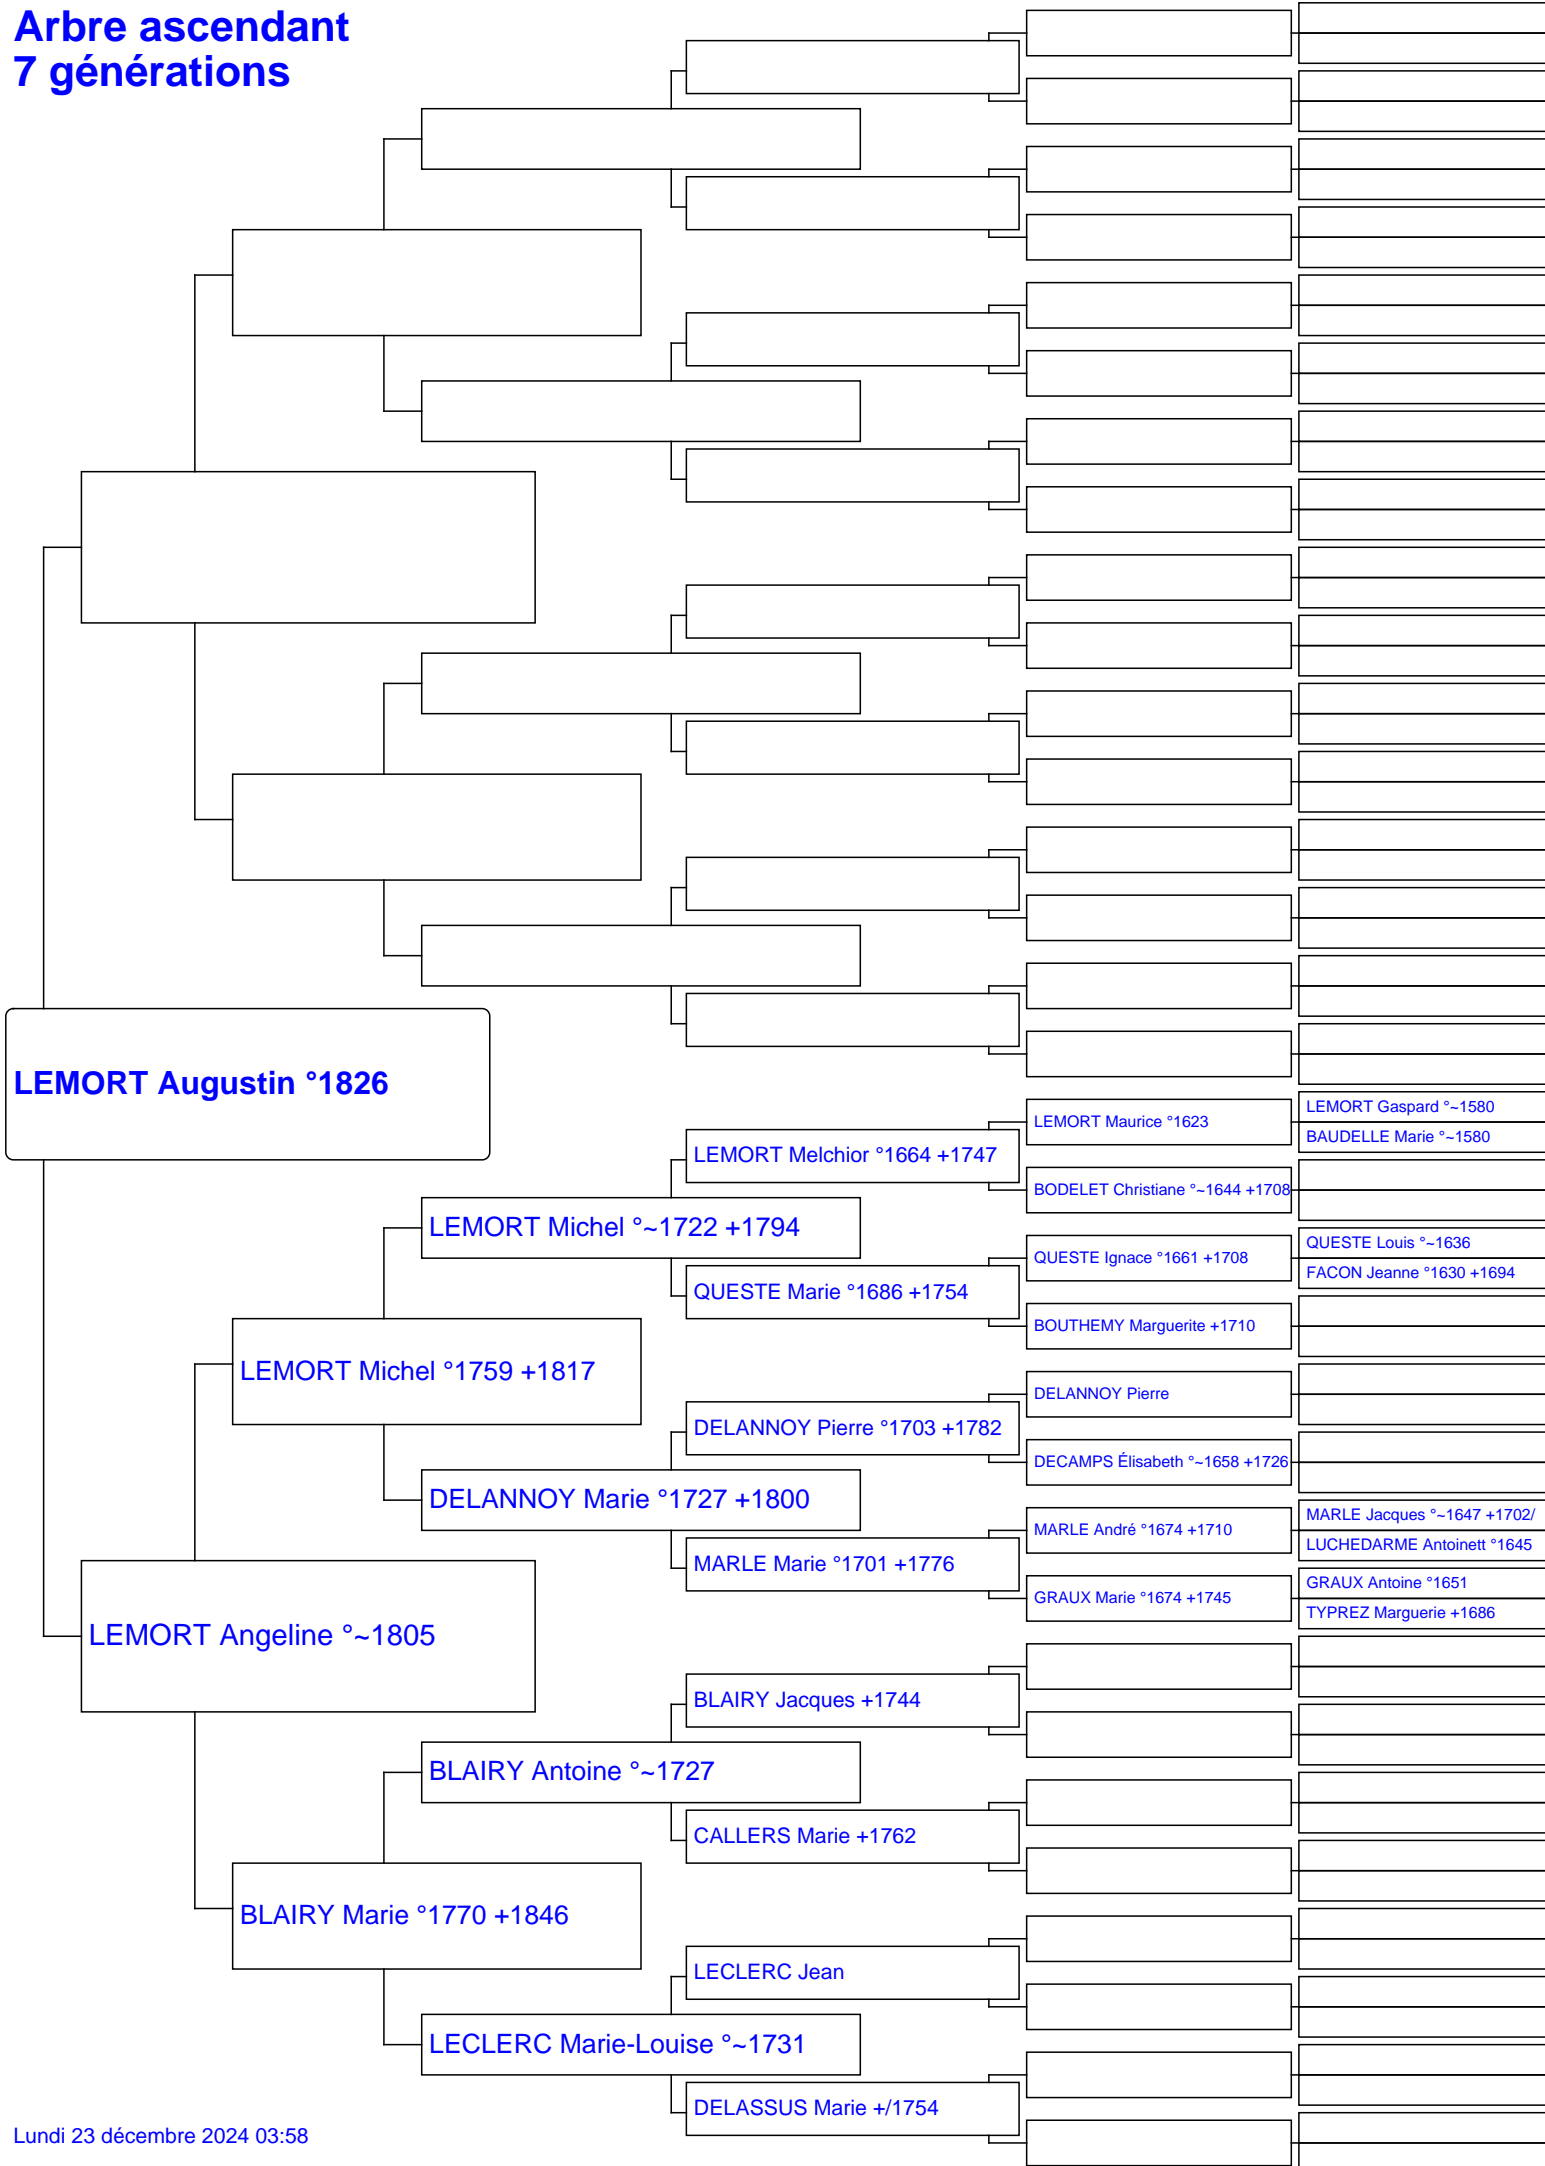 Arbre ascendant
7 générations
LEMORT Augustin °1826
LEMORT Angeline °~1805
LEMORT Michel °1759 +1817
BLAIRY Marie °1770 +1846
LEMORT Michel °~1722 +1794
DELANNOY Marie °1727 +1800
BLAIRY Antoine °~1727
LECLERC Marie-Louise °~1731
LEMORT Melchior °1664 +1747
QUESTE Marie °1686 +1754
DELANNOY Pierre °1703 +1782
MARLE Marie °1701 +1776
BLAIRY Jacques +1744
CALLERS Marie +1762
LECLERC Jean
DELASSUS Marie +/1754
LEMORT Maurice °1623
BODELET Christiane °~1644 +1708
QUESTE Ignace °1661 +1708
BOUTHEMY Marguerite +1710
DELANNOY Pierre
DECAMPS Élisabeth °~1658 +1726
MARLE André °1674 +1710
GRAUX Marie °1674 +1745
LEMORT Gaspard °~1580
BAUDELLE Marie °~1580
QUESTE Louis °~1636
FACON Jeanne °1630 +1694
MARLE Jacques °~1647 +1702/
LUCHEDARME Antoinett °1645
GRAUX Antoine °1651
TYPREZ Marguerie +1686
Lundi 23 décembre 2024 03:58